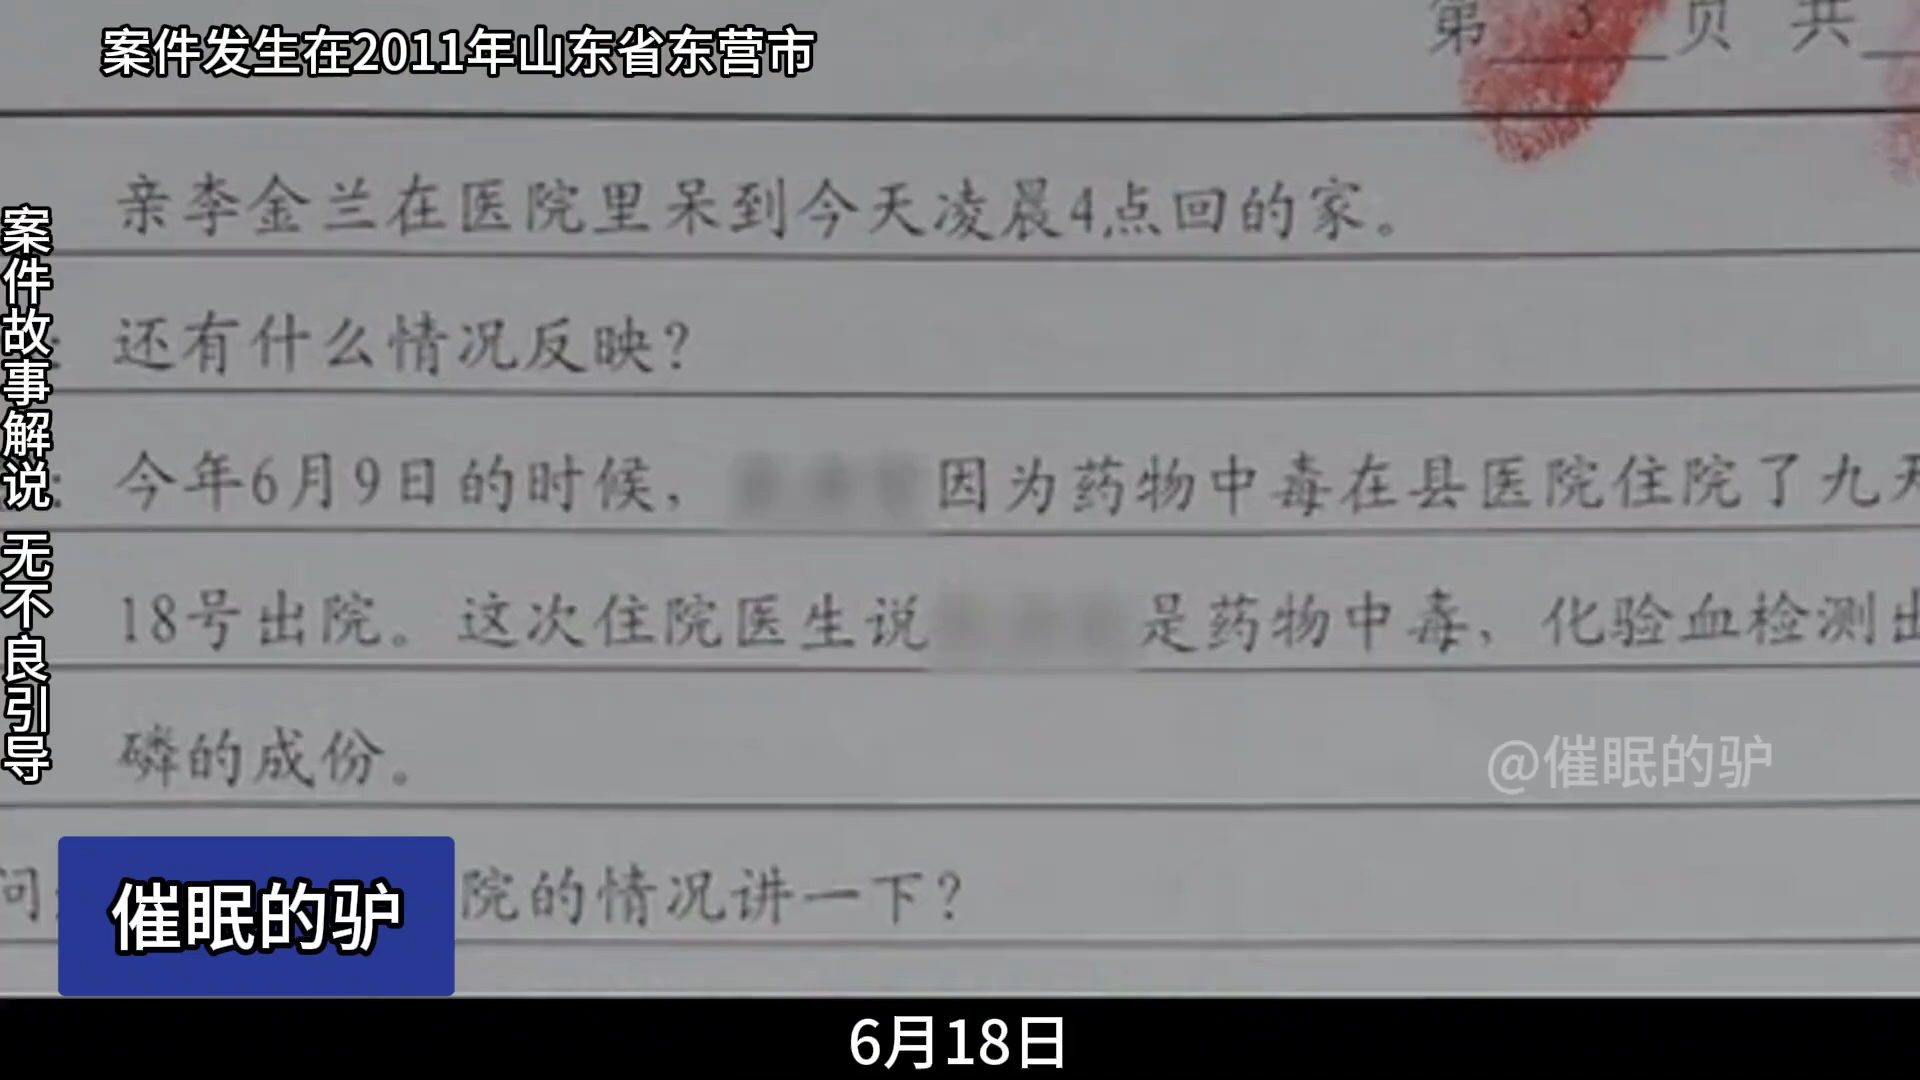 案件发生在2011年山东省东营市
第 3 页 共
亲李金兰在医院里呆到今天凌晨4点回的家。
: 还有什么情况反映?
: 今年6月9日的时候, 因为药物中毒在县医院住院了九天
18号出院。这次住院医生说 是药物中毒, 化验血检测出
磷的成份。
问: 院的情况讲一下?
案件故事解说 无不良引导
@催眠的驴
催眠的驴
6月18日